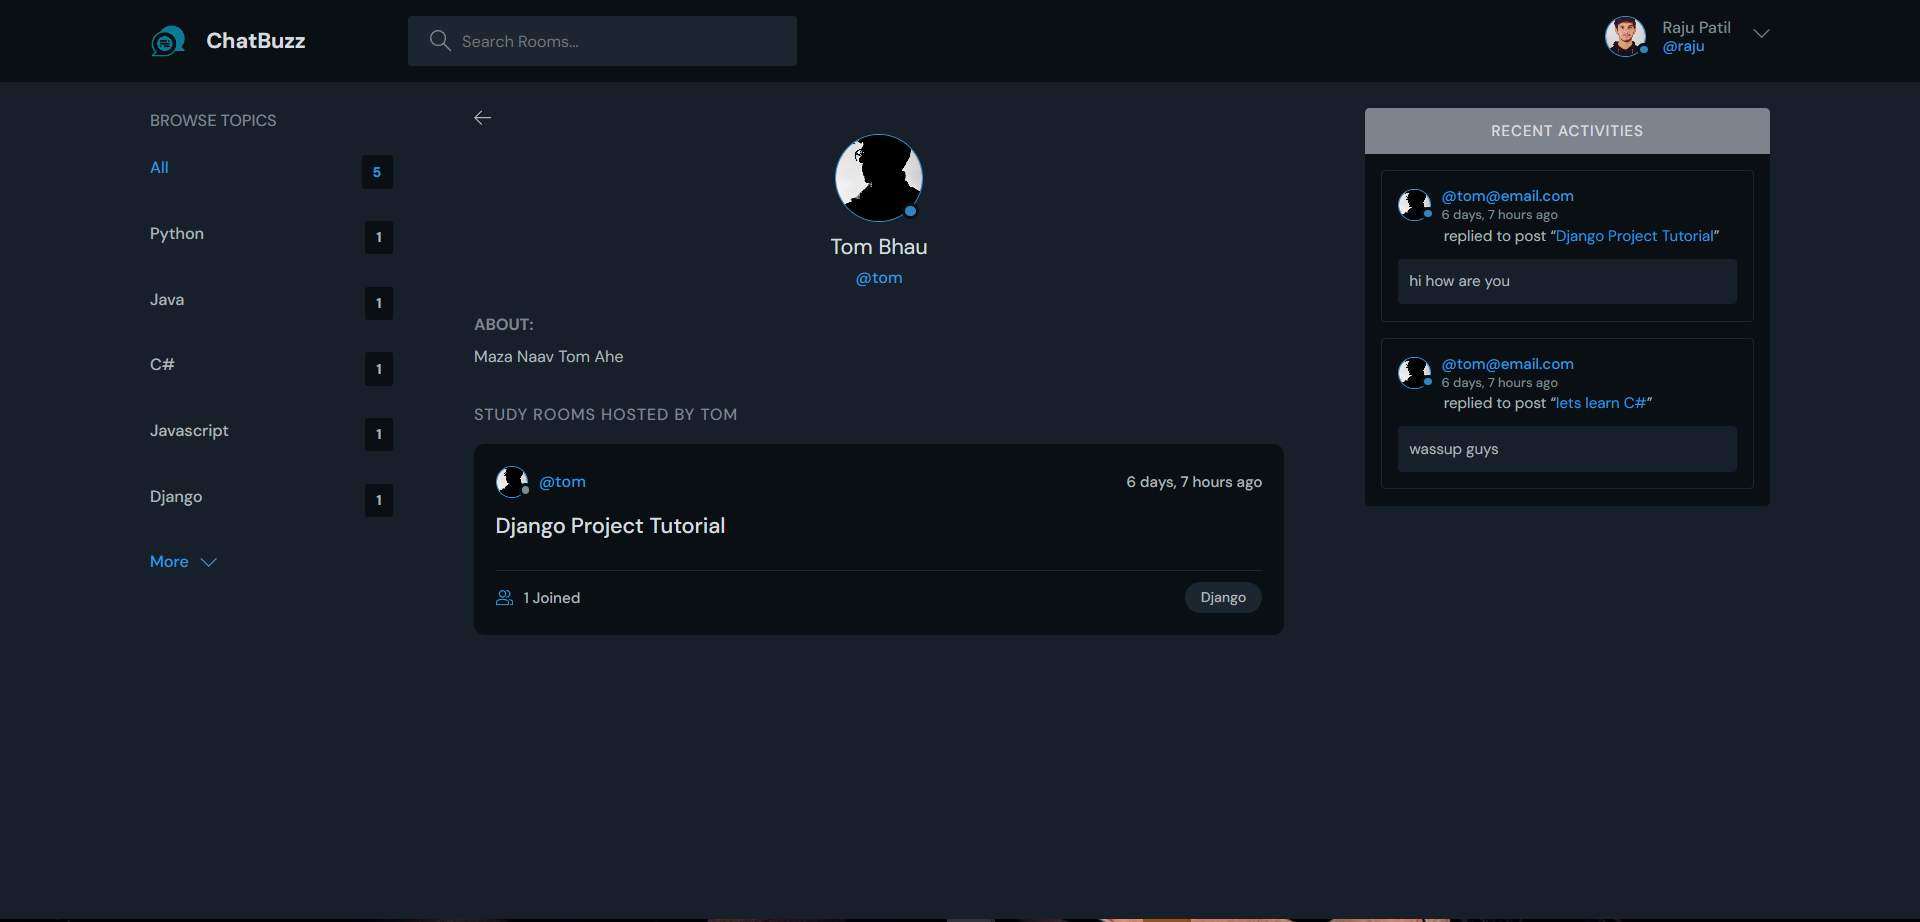 ChatBuzz
Search Rooms...
Raju Patil
@raju
BROWSE TOPICS
All 5
Python 1
Java 1
C# 1
Javascript 1
Django 1
More
Tom Bhau
@tom
ABOUT:
Maza Naav Tom Ahe
STUDY ROOMS HOSTED BY TOM
@tom 6 days, 7 hours ago
Django Project Tutorial
1 Joined Django
RECENT ACTIVITIES
@tom@email.com
6 days, 7 hours ago
replied to post “Django Project Tutorial”
hi how are you
@tom@email.com
6 days, 7 hours ago
replied to post “lets learn C#”
wassup guys